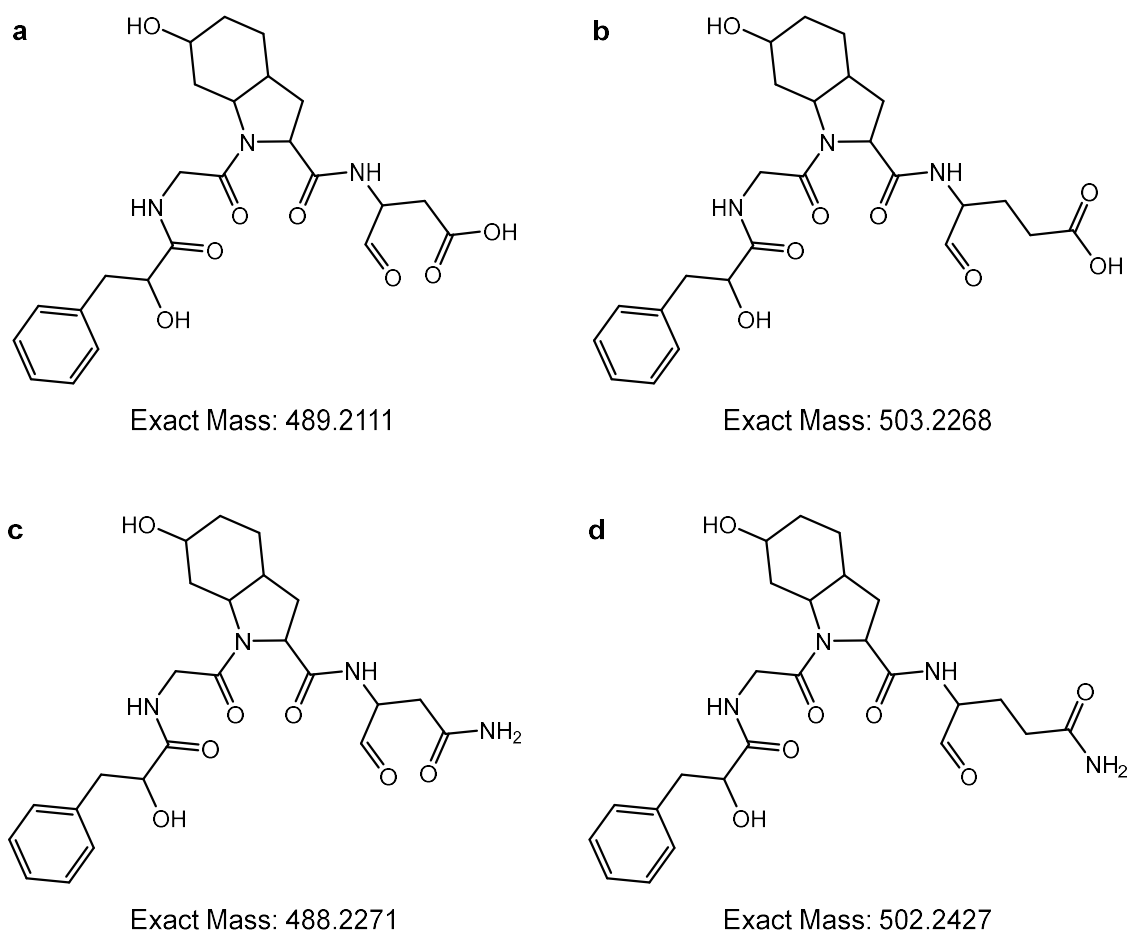 a
HO
N
NH
HN
O
O
O
OH
O
O
OH
Exact Mass: 489.2111
b
HO
N
NH
HN
O
O
O
O
O
OH
OH
Exact Mass: 503.2268
c
HO
N
NH
HN
O
O
O
NH2
O
O
OH
Exact Mass: 488.2271
d
HO
N
NH
HN
O
O
O
O
O
NH2
OH
Exact Mass: 502.2427